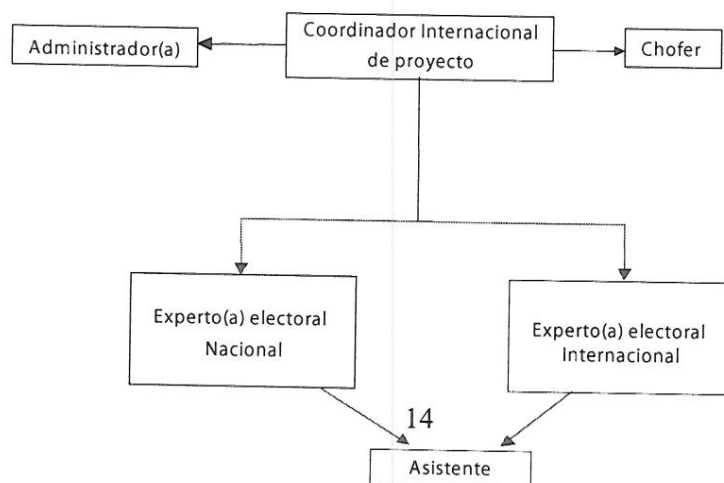 Administrador(a)
Coordinador Internacional
de proyecto
Chofer
Experto(a) electoral
Nacional
Experto(a) electoral
Internacional
14
Asistente